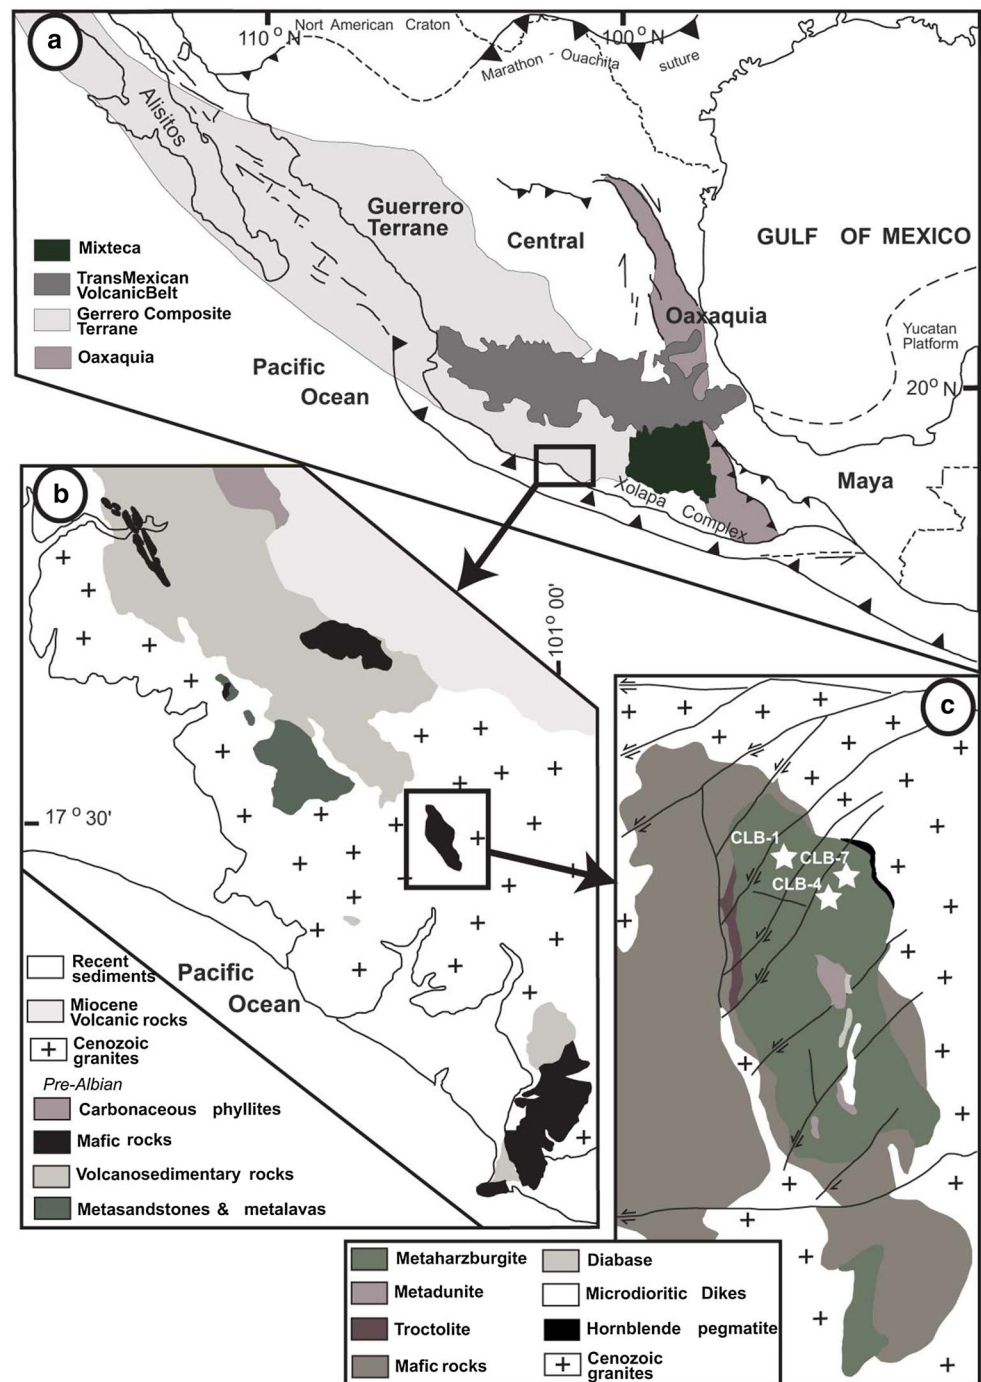 a
110° N
Nort American Craton
100° N
Marathon - Ouachita suture
Alisitos
Guerrero
Terrane
Central
GULF OF MEXICO
Mixteca
TransMexican
VolcanicBelt
Gerrero Composite
Terrane
Oaxaquia
Oaxaquia
Yucatan
Platform
20° N
Pacific
Ocean
Maya
Xolapa Complex
b
101° 00'
17° 30'
Recent
sediments
Pacific
Ocean
Miocene
Volcanic rocks
Cenozoic
granites
Pre-Albian
Carbonaceous phyllites
Mafic rocks
Volcanosedimentary rocks
Metasandstones & metalavas
c
CLB-1
CLB-7
CLB-4
Metaharzburgite
Diabase
Metadunite
Microdioritic Dikes
Troctolite
Hornblende pegmatite
Mafic rocks
Cenozoic
granites